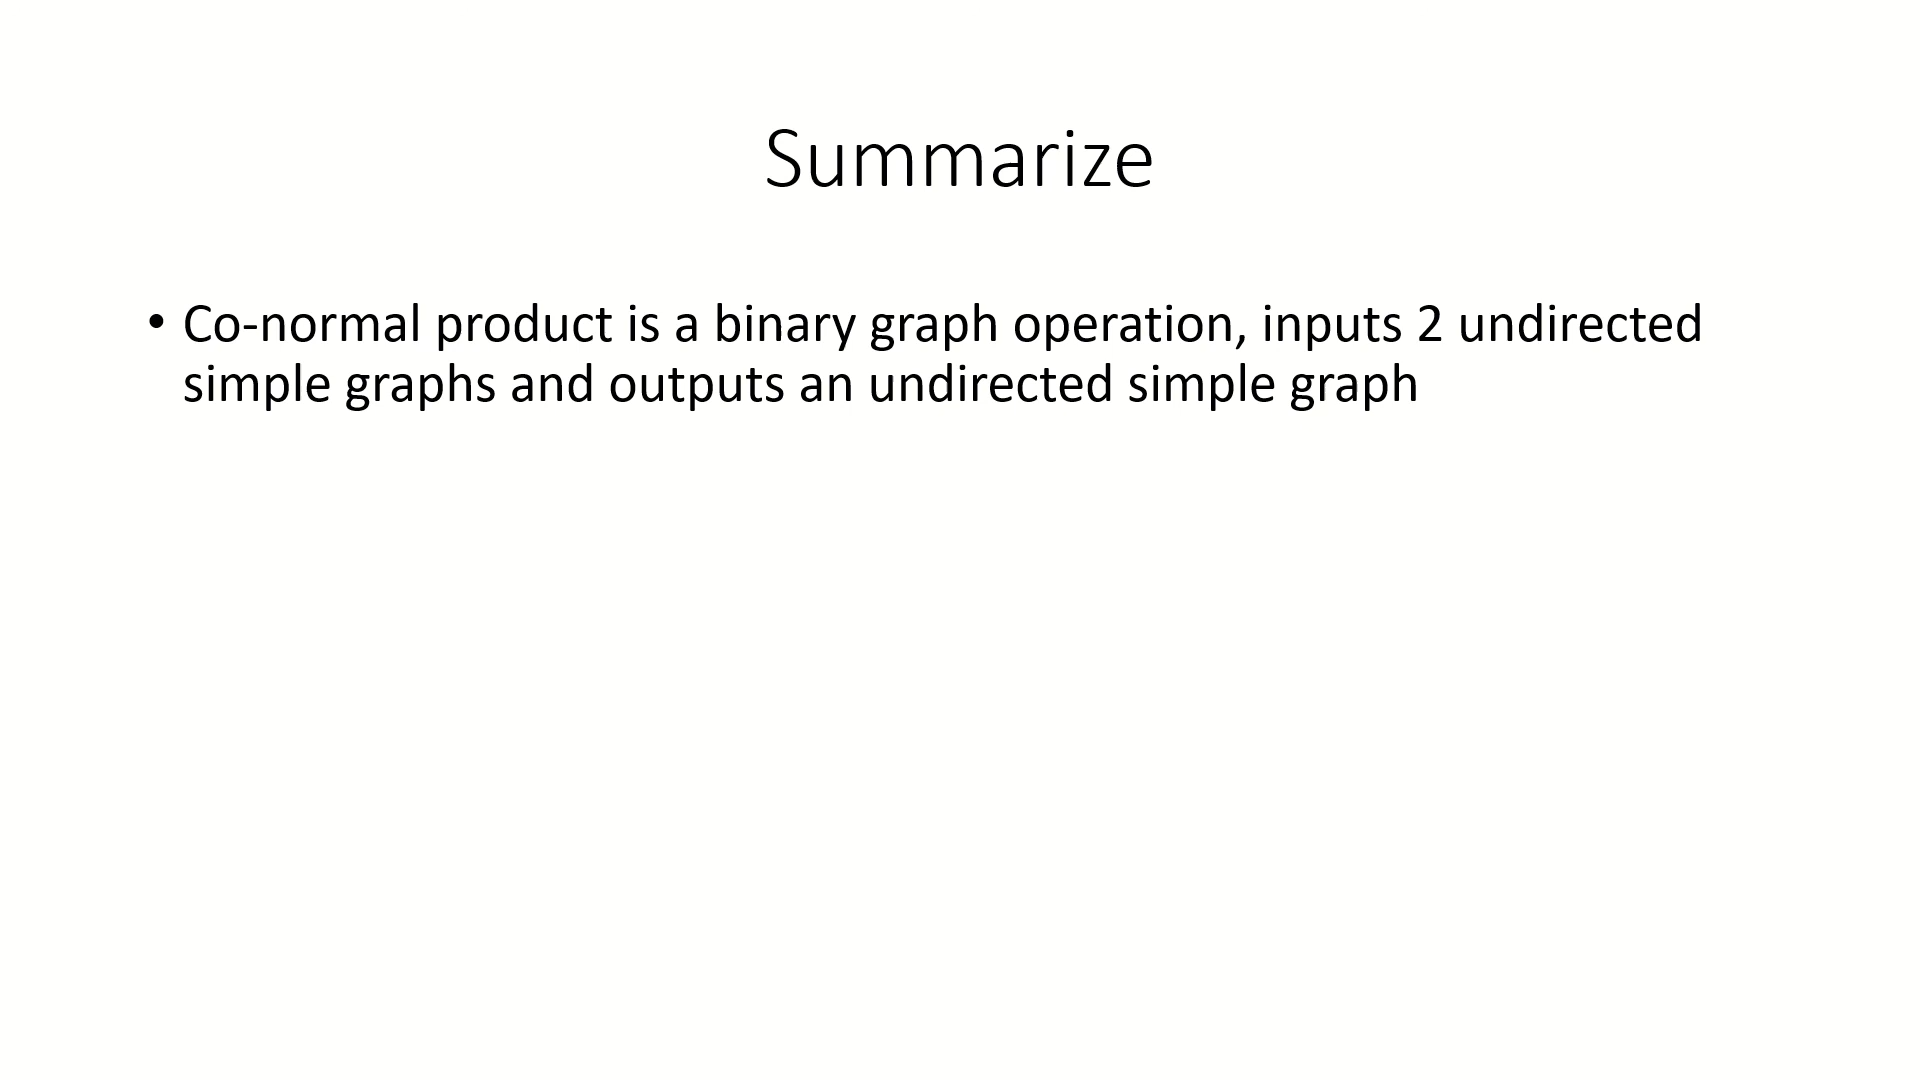 Summarize
• Co-normal product is a binary graph operation, inputs 2 undirected
simple graphs and outputs an undirected simple graph